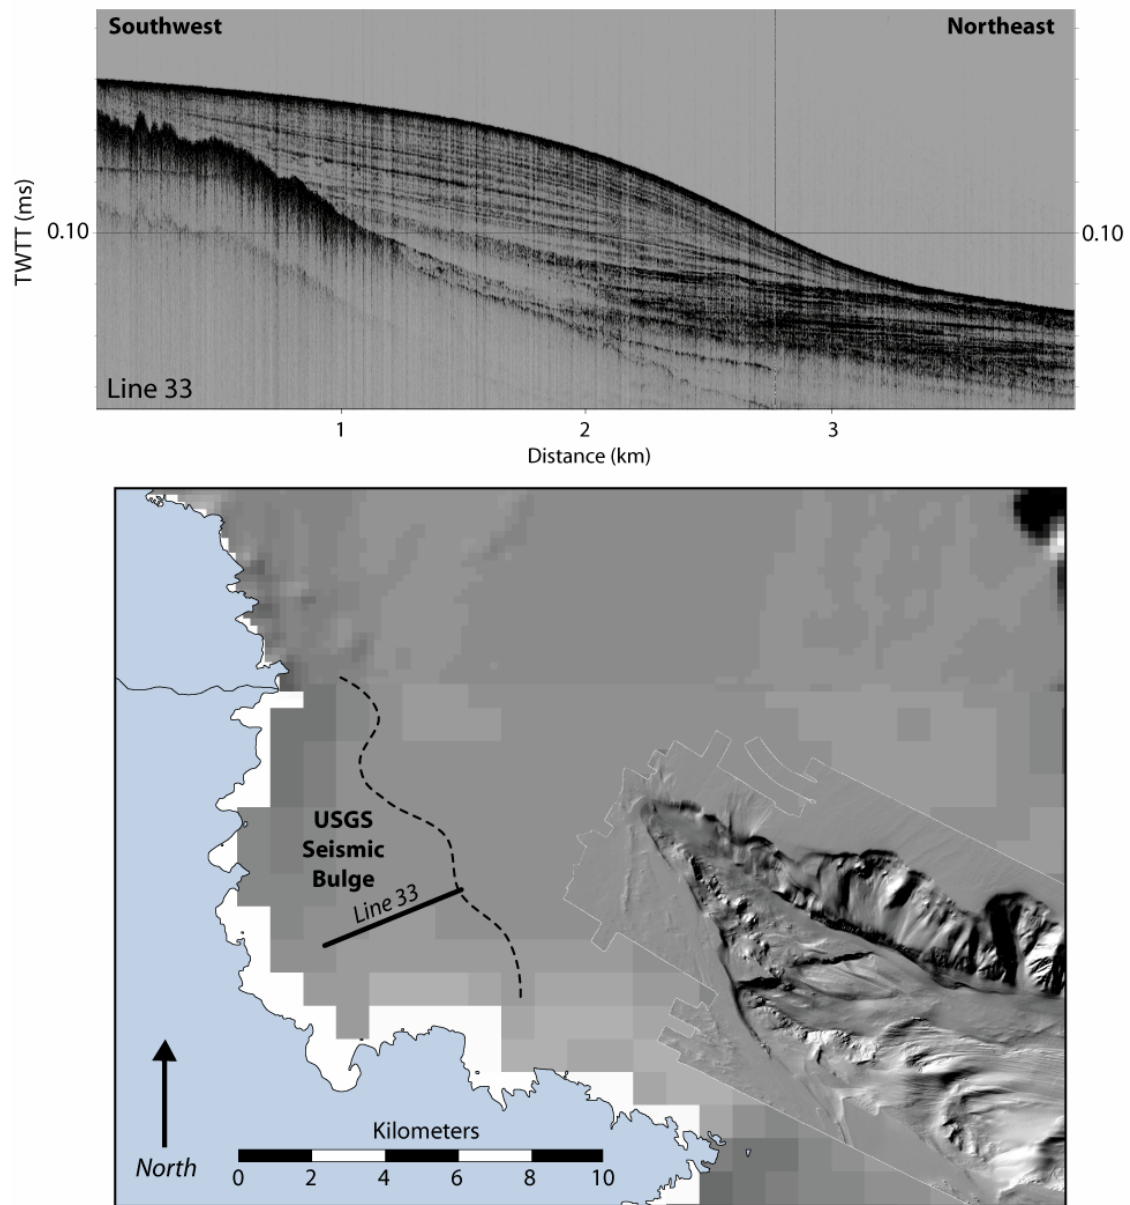 Southwest
Northeast
TWTT (ms)
0.10
0.10
Line 33
1
2
3
Distance (km)
USGS
Seismic
Bulge
Line 33
North
Kilometers
0
2
4
6
8
10